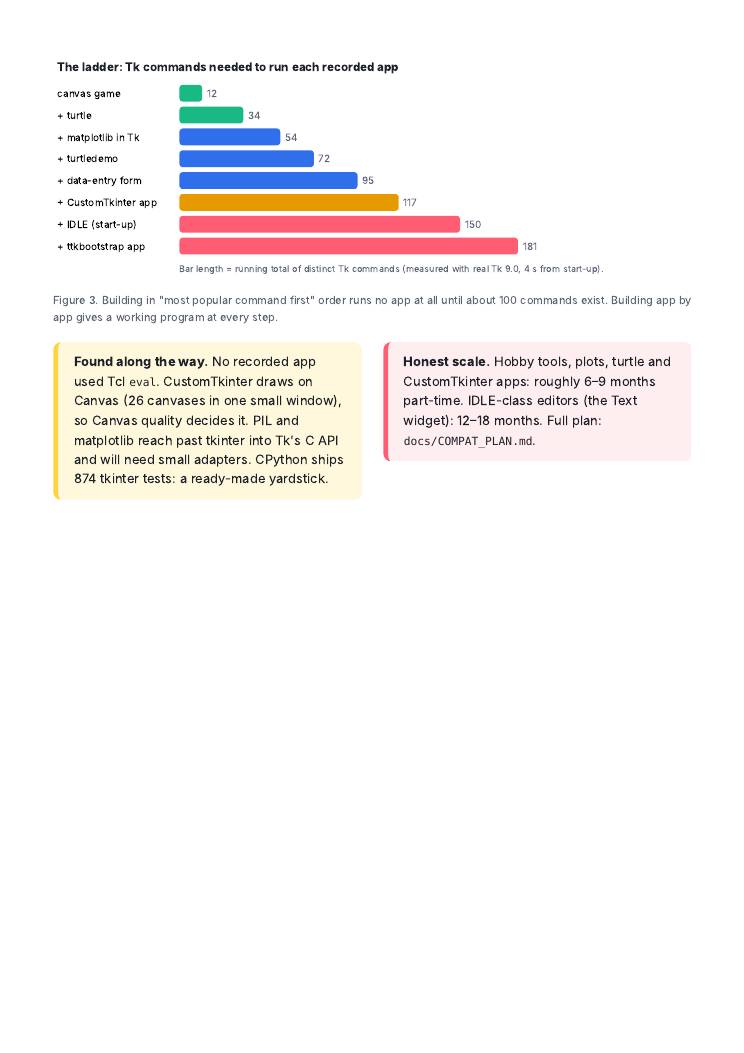 The ladder: Tk commands needed to run each recorded app
canvas game 12
+ turtle 34
+ matplotlib in Tk 54
+ turtledemo 72
+ data-entry form 95
+ CustomTkinter app 117
+ IDLE (start-up) 150
+ ttkbootstrap app 181
Bar length = running total of distinct Tk commands (measured with real Tk 9.0, 4 s from start-up).
Figure 3. Building in "most popular command first" order runs no app at all until about 100 commands exist. Building app by
app gives a working program at every step.
Found along the way. No recorded app
used Tcl eval. CustomTkinter draws on
Canvas (26 canvases in one small window),
so Canvas quality decides it. PIL and
matplotlib reach past tkinter into Tk's C API
and will need small adapters. CPython ships
874 tkinter tests: a ready-made yardstick.
Honest scale. Hobby tools, plots, turtle and
CustomTkinter apps: roughly 6–9 months
part-time. IDLE-class editors (the Text
widget): 12–18 months. Full plan:
docs/COMPAT_PLAN.md.